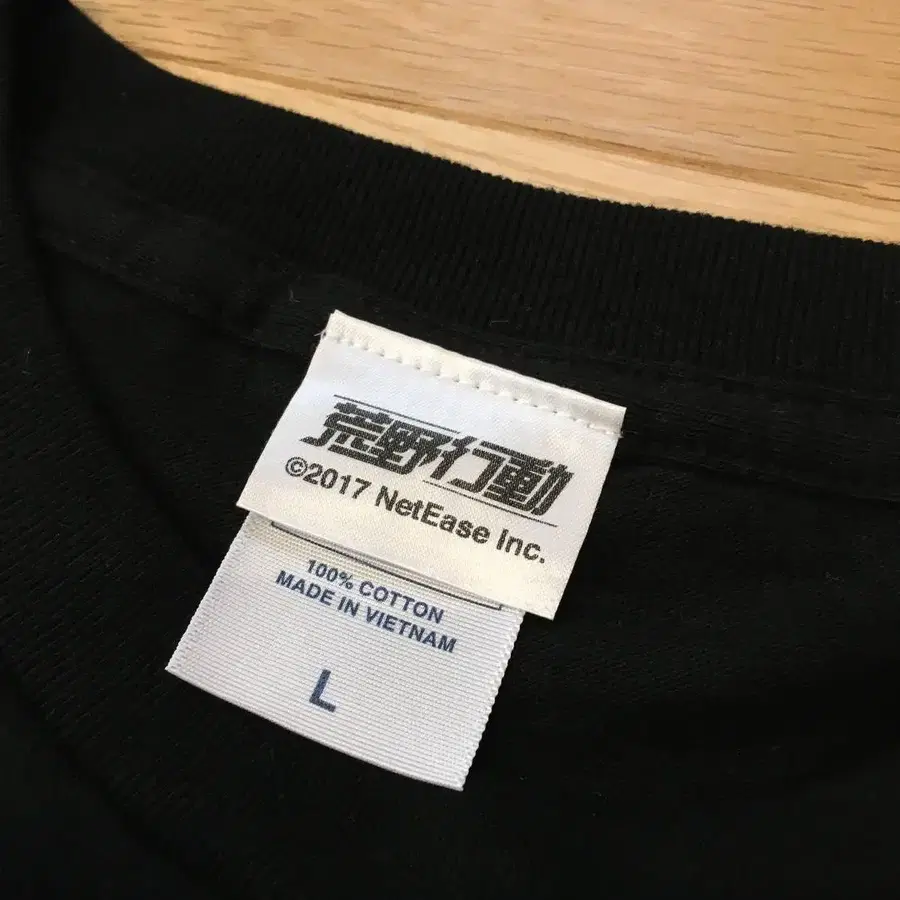 荒野行動
©2017 NetEase Inc.
100% COTTON
MADE IN VIETNAM
L